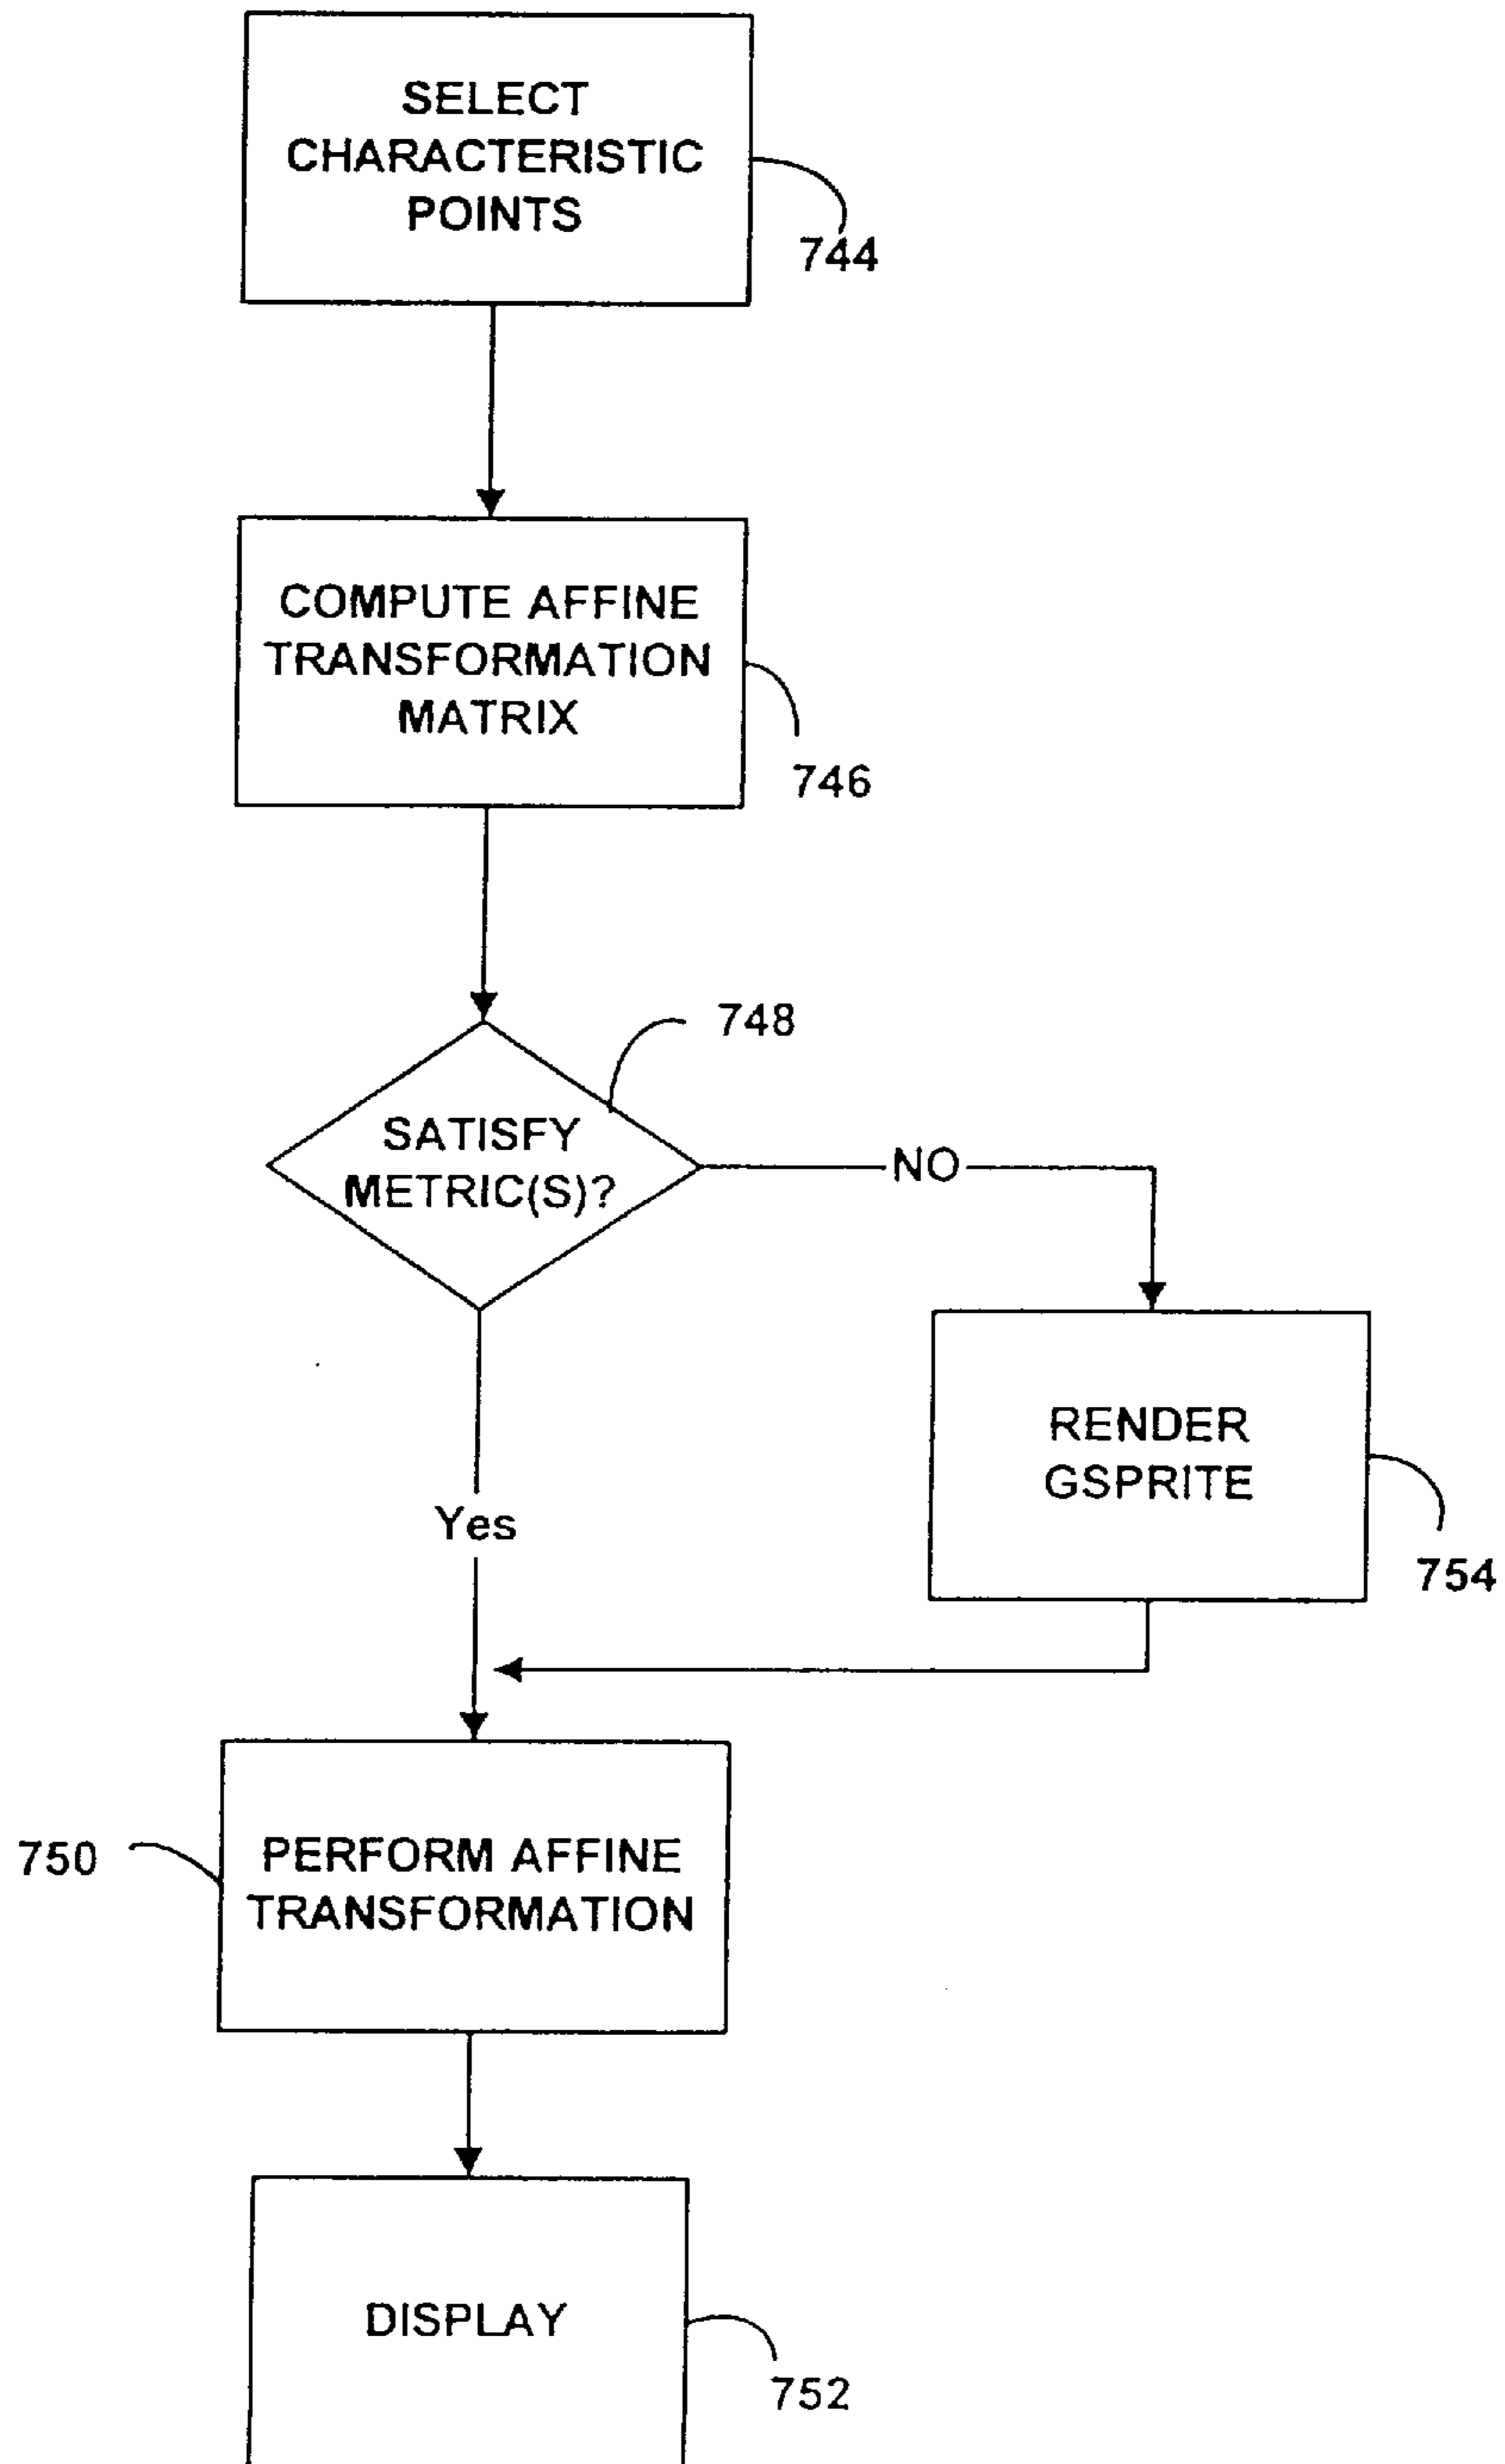 SELECT
CHARACTERISTIC
POINTS
744
COMPUTE AFFINE
TRANSFORMATION
MATRIX
746
748
SATISFY
METRIC(S)?
NO
RENDER
GSPRITE
754
Yes
750
PERFORM AFFINE
TRANSFORMATION
DISPLAY
752